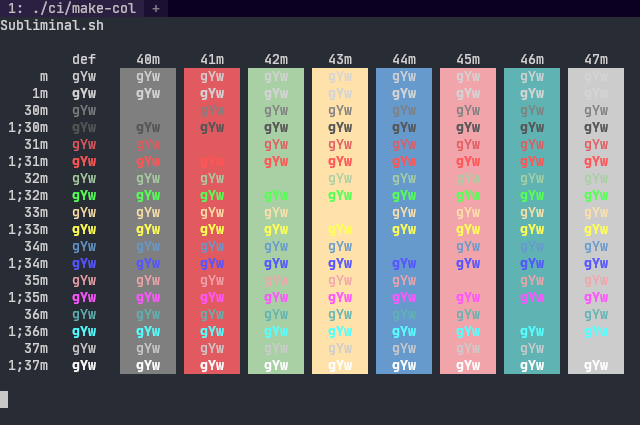 1: ./ci/make-col +
Subliminal.sh
def 40m 41m 42m 43m 44m 45m 46m 47m
m gYw gYw gYw gYw gYw gYw gYw gYw gYw
1m gYw gYw gYw gYw gYw gYw gYw gYw gYw
30m gYw gYw gYw gYw gYw gYw gYw gYw
1;30m gYw gYw gYw gYw gYw gYw gYw gYw gYw
31m gYw gYw gYw gYw gYw gYw gYw gYw
1;31m gYw gYw gYw gYw gYw gYw gYw gYw gYw
32m gYw gYw gYw gYw gYw gYw gYw gYw
1;32m gYw gYw gYw gYw gYw gYw gYw gYw gYw
33m gYw gYw gYw gYw gYw gYw gYw gYw
1;33m gYw gYw gYw gYw gYw gYw gYw gYw gYw
34m gYw gYw gYw gYw gYw gYw gYw gYw
1;34m gYw gYw gYw gYw gYw gYw gYw gYw gYw
35m gYw gYw gYw gYw gYw gYw gYw gYw
1;35m gYw gYw gYw gYw gYw gYw gYw gYw gYw
36m gYw gYw gYw gYw gYw gYw gYw gYw
1;36m gYw gYw gYw gYw gYw gYw gYw gYw gYw
37m gYw gYw gYw gYw gYw gYw gYw gYw
1;37m gYw gYw gYw gYw gYw gYw gYw gYw gYw